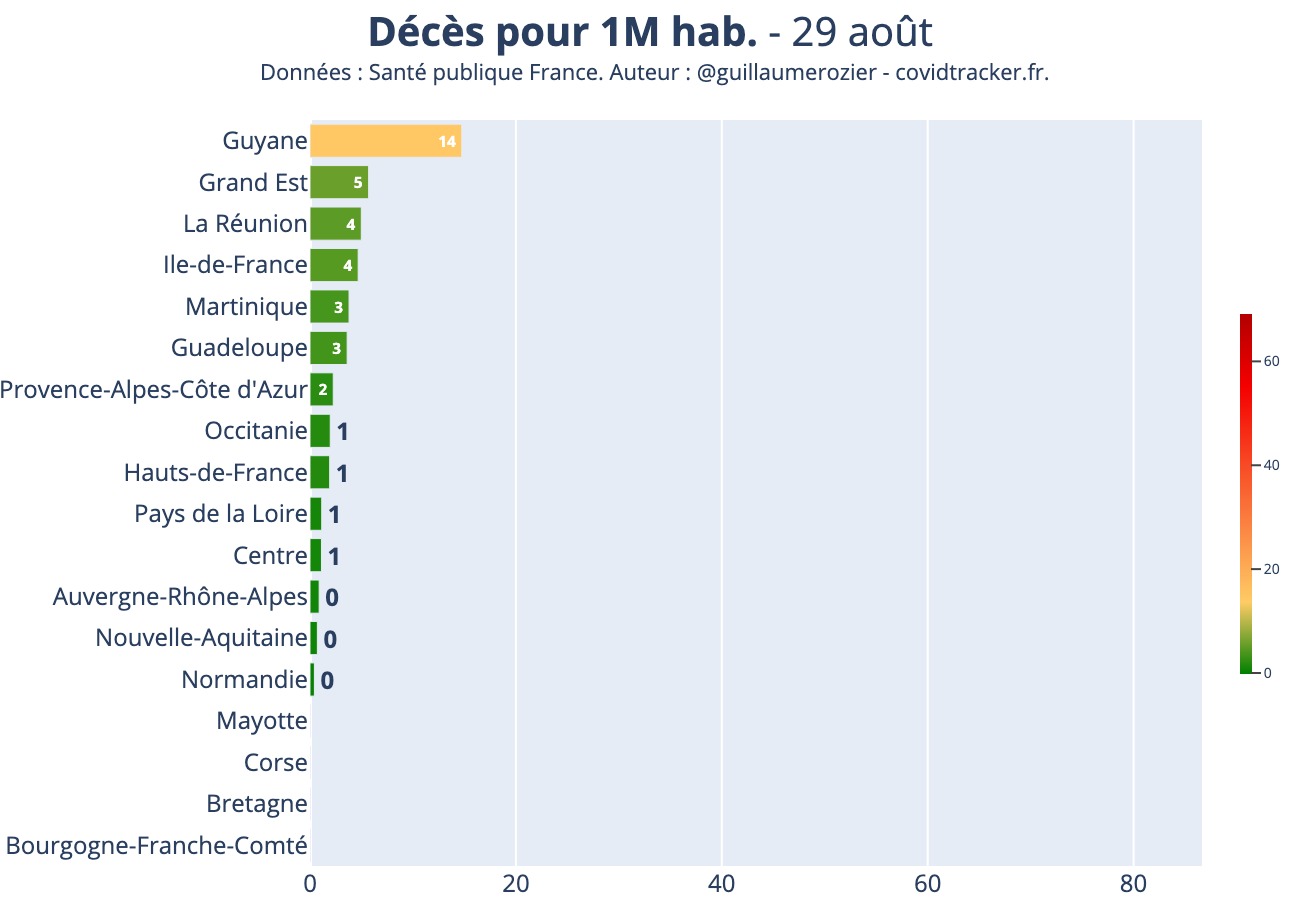 Décès pour 1M hab. - 29 août
Données : Santé publique France. Auteur : @guillaumerozier - covidtracker.fr.
Guyane 14
Grand Est 5
La Réunion 4
Ile-de-France 4
Martinique 3
Guadeloupe 3
Provence-Alpes-Côte d'Azur 2
Occitanie 1
Hauts-de-France 1
Pays de la Loire 1
Centre 1
Auvergne-Rhône-Alpes 0
Nouvelle-Aquitaine 0
Normandie 0
Mayotte
Corse
Bretagne
Bourgogne-Franche-Comté
0 20 40 60 80
60
40
20
0